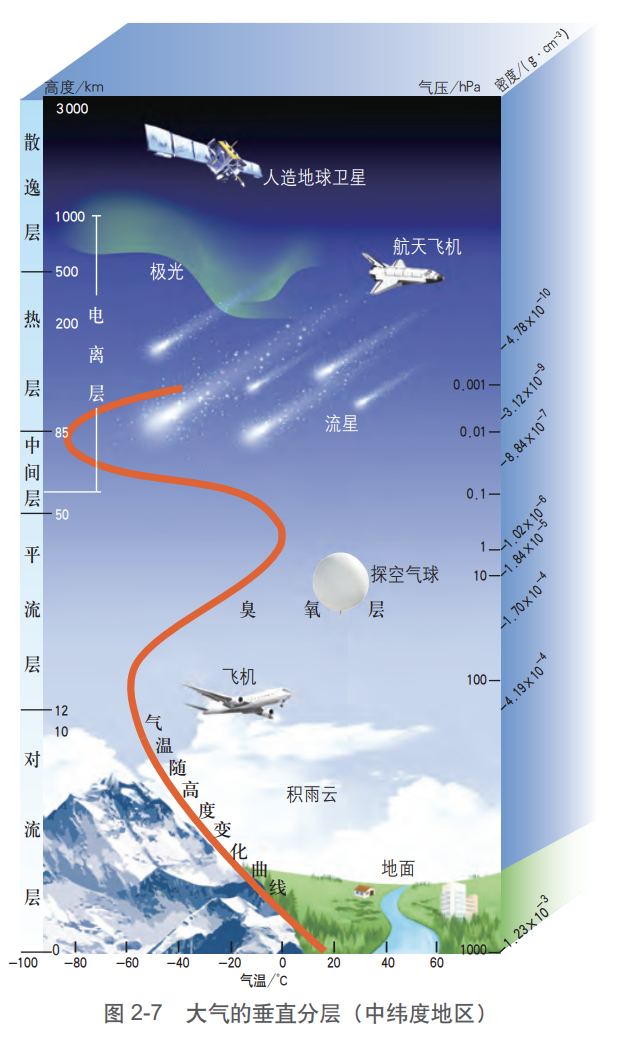 高度/km
气压/hPa
密度/(g·cm⁻³)
3 000
散逸层
人造地球卫星
1000
极光
航天飞机
500
热层
200
电离层
-4.78×10⁻¹⁰
0.001
-3.12×10⁻⁹
流星
85
0.01
-8.84×10⁻⁷
中间层
0.1
50
-1.02×10⁻⁶
1
-1.84×10⁻⁵
平流层
探空气球
10
臭氧层
-1.70×10⁻⁴
飞机
100
-4.19×10⁻⁴
12
10
气温随高度变化曲线
对流层
积雨云
地面
0
1000
-1.23×10⁻³
-100 -80 -60 -40 -20 0 20 40 60
气温/℃
图 2-7 大气的垂直分层（中纬度地区）